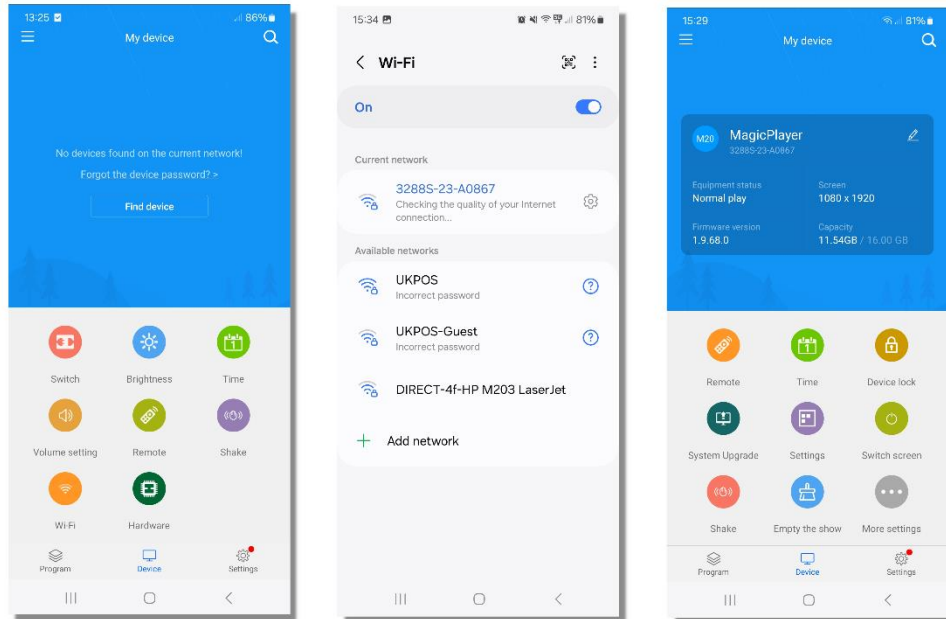 13:25
86%
My device
No devices found on the current network!
Forgot the device password? >
Find device
Switch
Brightness
Time
Volume setting
Remote
Shake
Wi-Fi
Hardware
Program
Device
Settings
15:34
81%
Wi-Fi
On
Current network
3288S-23-A0867
Checking the quality of your Internet
connection...
Available networks
UKPOS
Incorrect password
UKPOS-Guest
Incorrect password
DIRECT-4f-HP M203 LaserJet
Add network
15:29
81%
My device
M20
MagicPlayer
3288S-23-A0867
Equipment status
Screen
Normal play
1080 x 1920
Firmware version
Capacity
1.9.68.0
11.54GB / 16.00 GB
Remote
Time
Device lock
System Upgrade
Settings
Switch screen
Shake
Empty the show
More settings
Program
Device
Settings